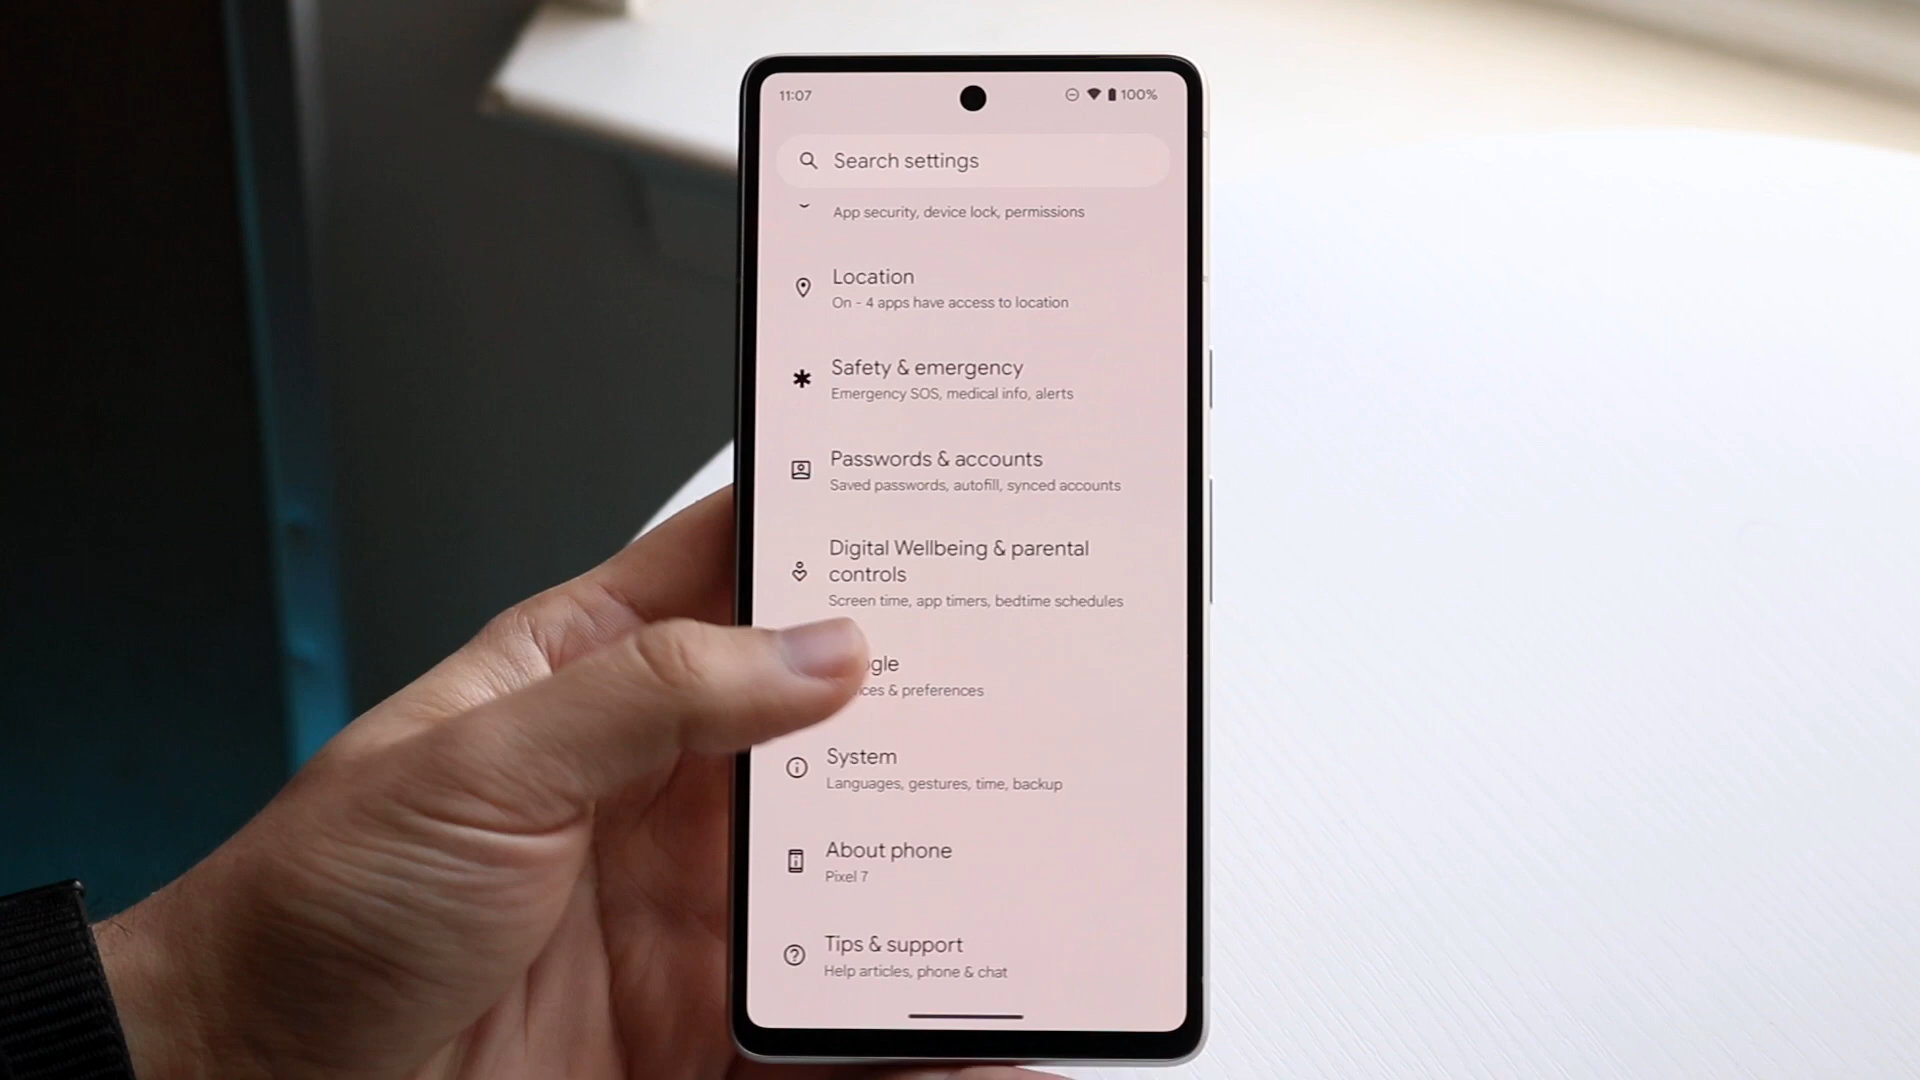 11:07
100%
Search settings
App security, device lock, permissions
Location
On - 4 apps have access to location
Safety & emergency
Emergency SOS, medical info, alerts
Passwords & accounts
Saved passwords, autofill, synced accounts
Digital Wellbeing & parental
controls
Screen time, app timers, bedtime schedules
gle
ces & preferences
System
Languages, gestures, time, backup
About phone
Pixel 7
Tips & support
Help articles, phone & chat